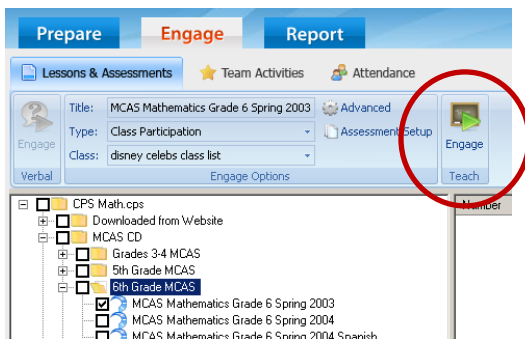 Prepare Engage Report
Lessons & Assessments Team Activities Attendance
Title: MCAS Mathematics Grade 6 Spring 2003 Advanced
Engage Type: Class Participation Assessment Setup Engage
Class: disney celebs class list
Verbal Engage Options Teach
CPS Math.cps Number
Downloaded from Website
MCAS CD
Grades 3-4 MCAS
5th Grade MCAS
6th Grade MCAS
MCAS Mathematics Grade 6 Spring 2003
MCAS Mathematics Grade 6 Spring 2004
MCAS Mathematics Grade 6 Spring 2004 Spanish